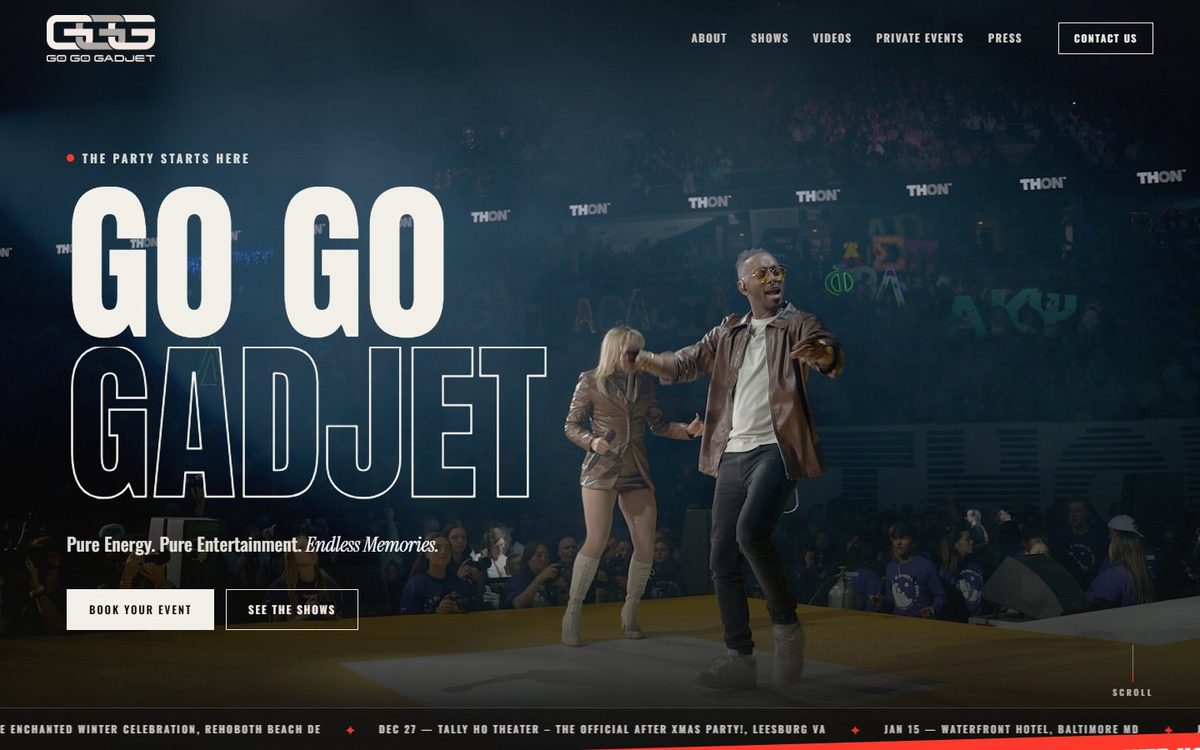 GGG
GO GO GADJET
ABOUT SHOWS VIDEOS PRIVATE EVENTS PRESS CONTACT US
THE PARTY STARTS HERE
THON THON THON THON THON THON THON THON
GO GO
GADJET
ΑΚΨ
Pure Energy. Pure Entertainment. Endless Memories.
BOOK YOUR EVENT SEE THE SHOWS
SCROLL
E ENCHANTED WINTER CELEBRATION, REHOBOTH BEACH DE ✦ DEC 27 — TALLY HO THEATER – THE OFFICIAL AFTER XMAS PARTY!, LEESBURG VA ✦ JAN 15 — WATERFRONT HOTEL, BALTIMORE MD ✦